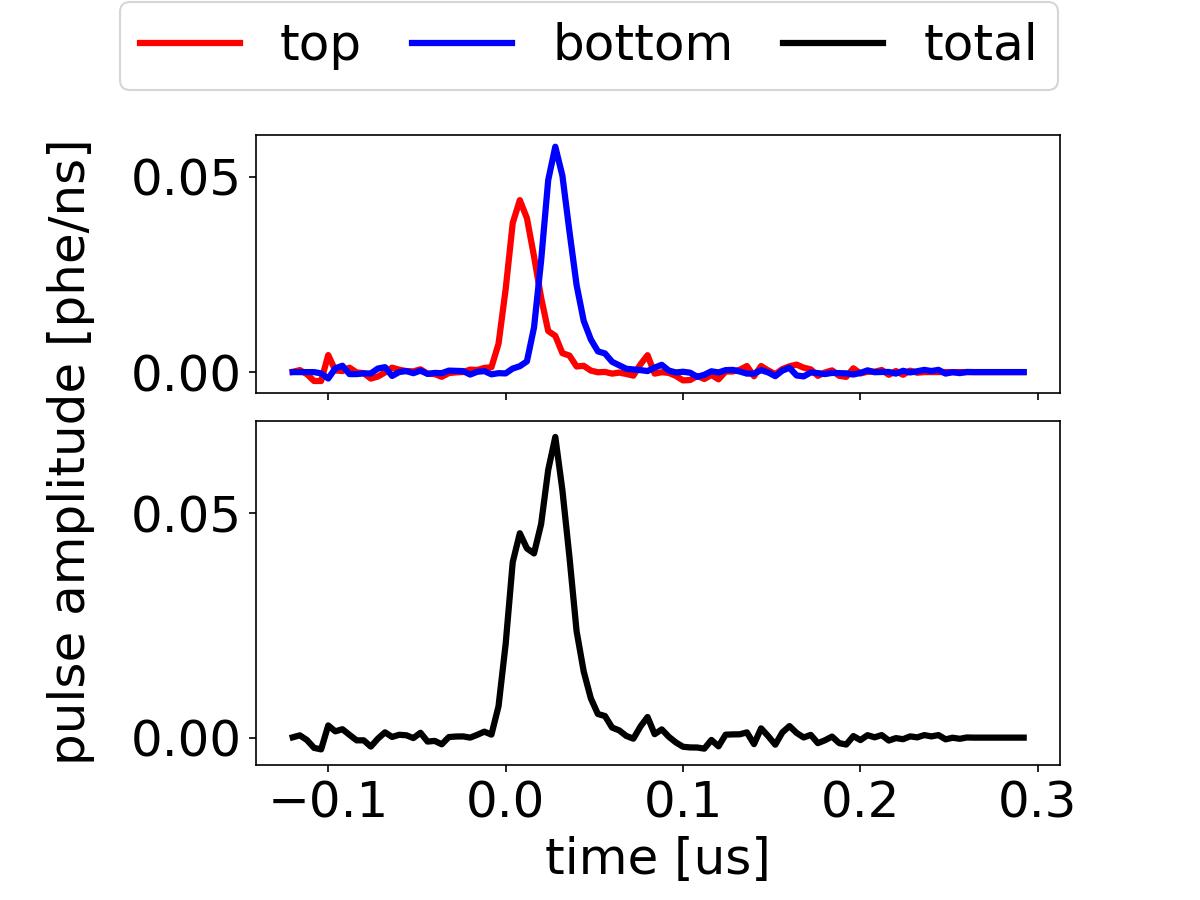 top bottom total
pulse amplitude [phe/ns]
0.05
0.00
0.05
0.00
−0.1 0.0 0.1 0.2 0.3
time [us]